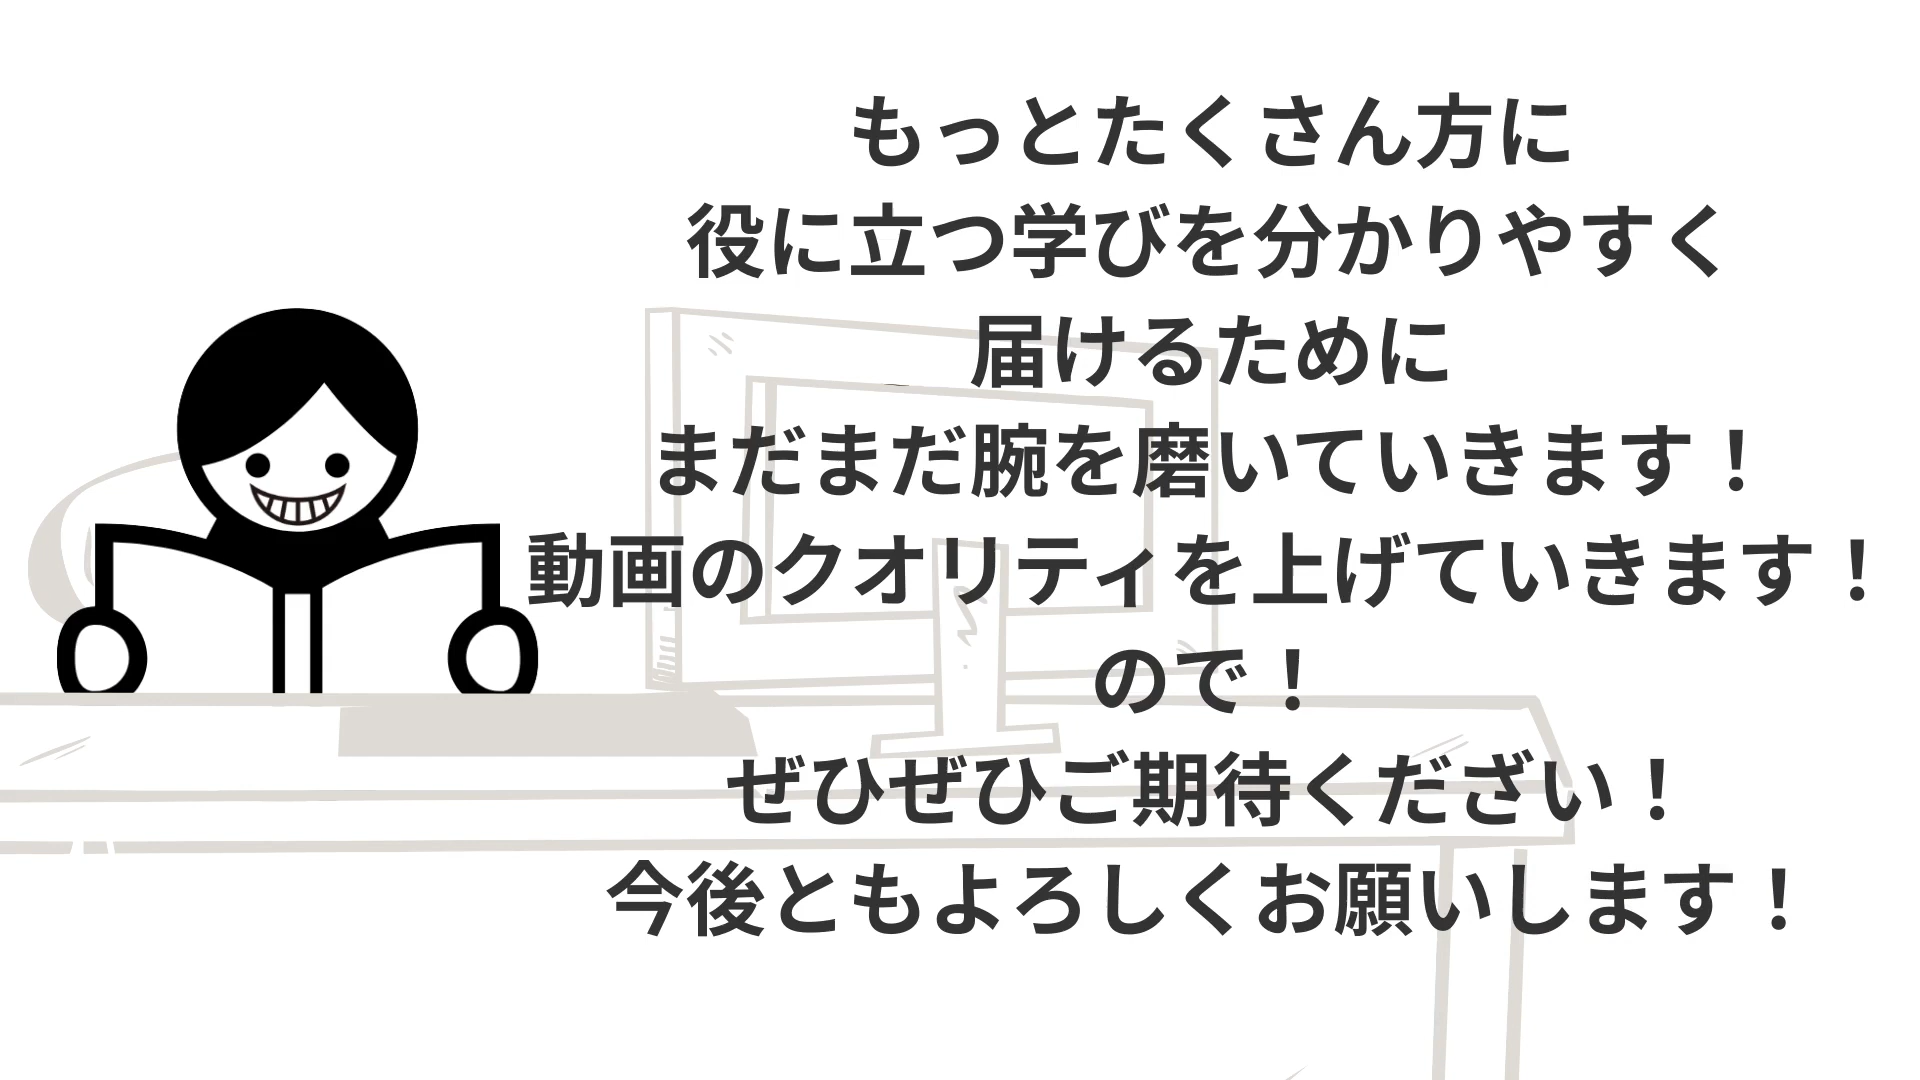 もっとたくさん方に
役に立つ学びを分かりやすく
届けるために
まだまだ腕を磨いていきます！
動画のクオリティを上げていきます！
ので！
ぜひぜひご期待ください！
今後ともよろしくお願いします！